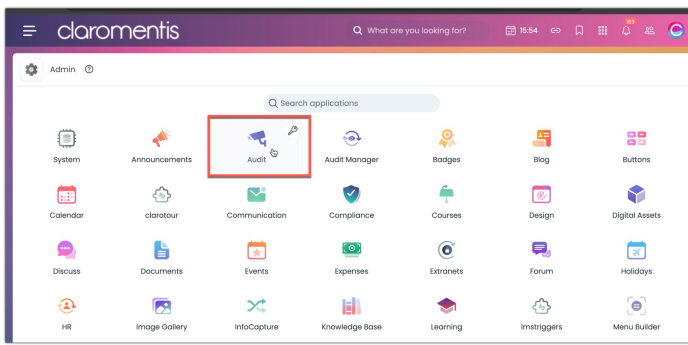 claromentis
What are you looking for?
15:54
Admin
Search applications
System
Announcements
Audit
Audit Manager
Badges
Blog
Buttons
Calendar
clarotour
Communication
Compliance
Courses
Design
Digital Assets
Discuss
Documents
Events
Expenses
Extranets
Forum
Holidays
HR
Image Gallery
InfoCapture
Knowledge Base
Learning
lmstriggers
Menu Builder